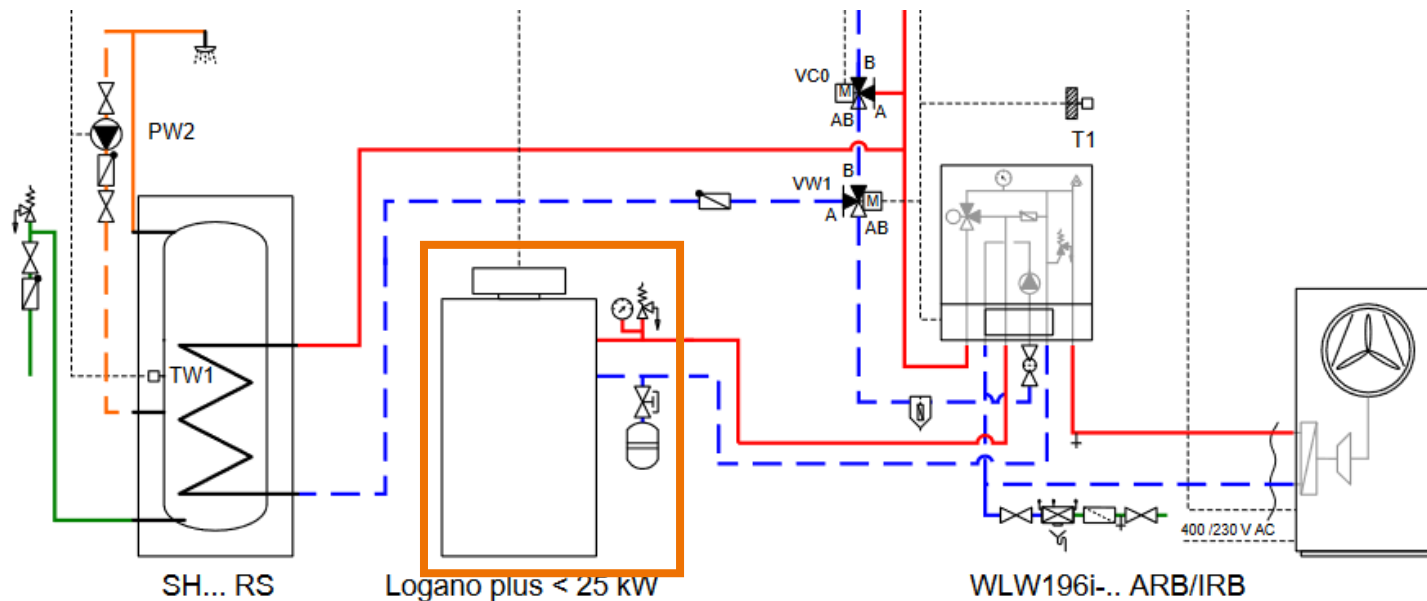 B
VC0
M
AB
A
T1
PW2
B
VW1
M
A
AB
TW1
400 /230 V AC
SH... RS
Logano plus < 25 kW
WLW196i-.. ARB/IRB